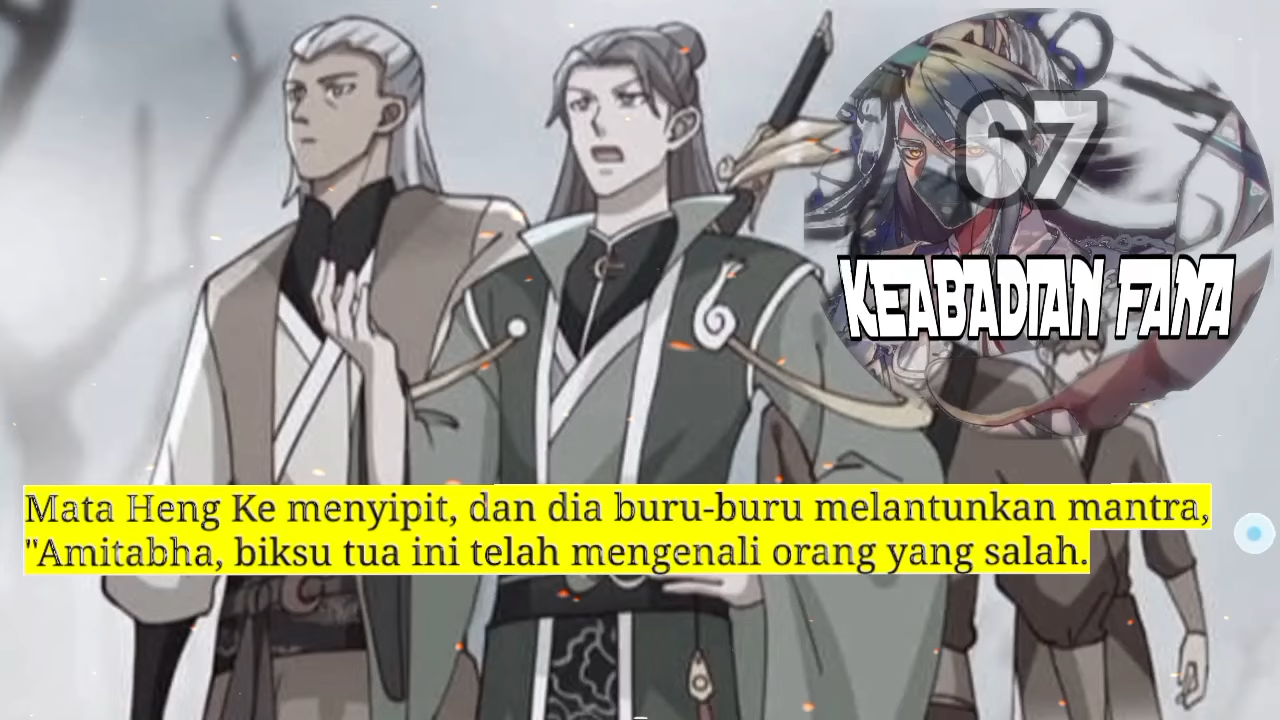 67
KEABADIAN FANA
Mata Heng Ke menyipit, dan dia buru-buru melantunkan mantra,
"Amitabha, biksu tua ini telah mengenali orang yang salah.